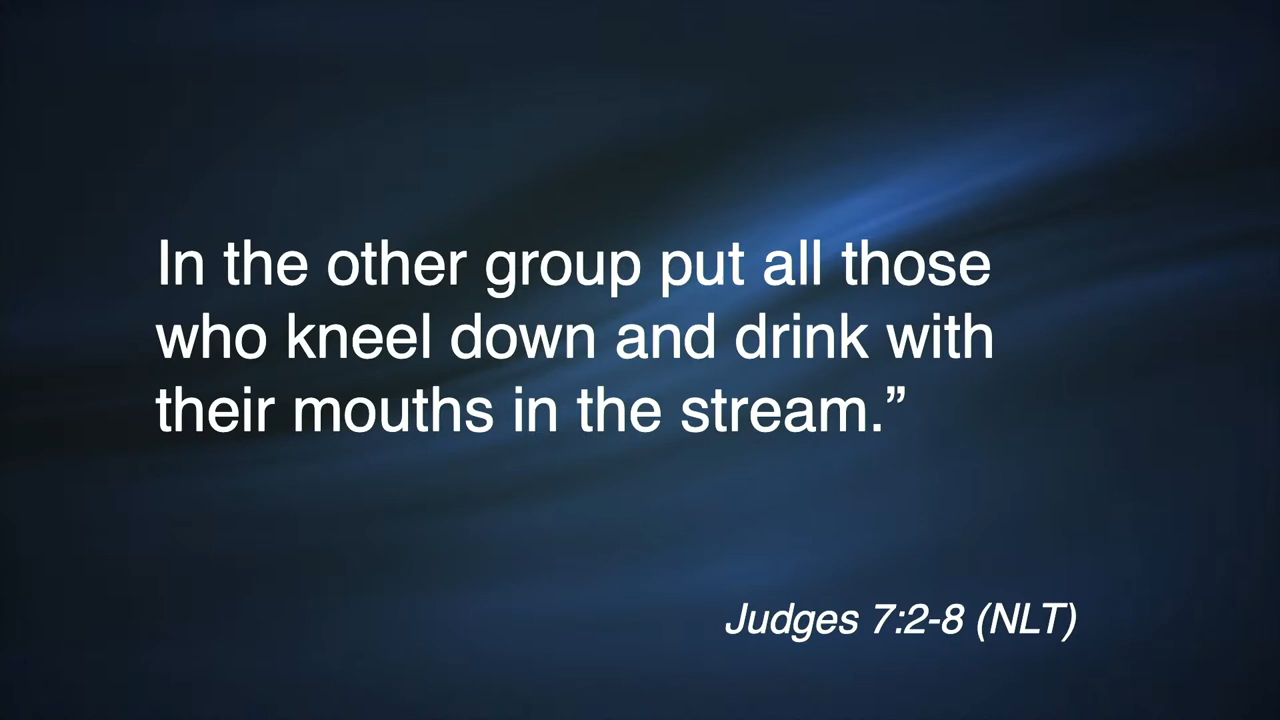 In the other group put all those
who kneel down and drink with
their mouths in the stream.”
Judges 7:2-8 (NLT)